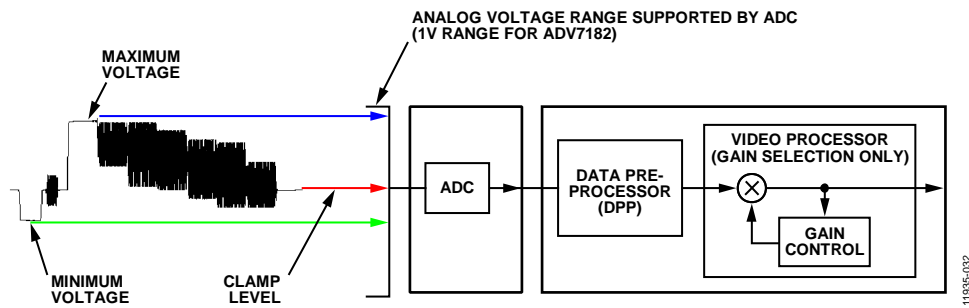 ANALOG VOLTAGE RANGE SUPPORTED BY ADC
(1V RANGE FOR ADV7182)
MAXIMUM
VOLTAGE
VIDEO PROCESSOR
(GAIN SELECTION ONLY)
ADC
DATA PRE-
PROCESSOR
(DPP)
GAIN
CONTROL
MINIMUM
VOLTAGE
CLAMP
LEVEL
11935-032